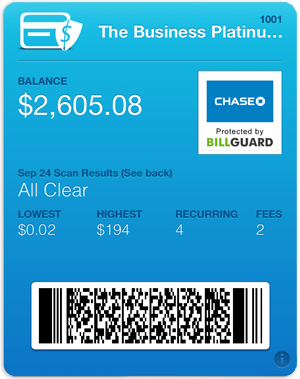 1001
The Business Platinu...
BALANCE
$2,605.08
CHASE
Protected by
BILLGUARD
Sep 24 Scan Results (See back)
All Clear
LOWEST HIGHEST RECURRING FEES
$0.02 $194 4 2
i